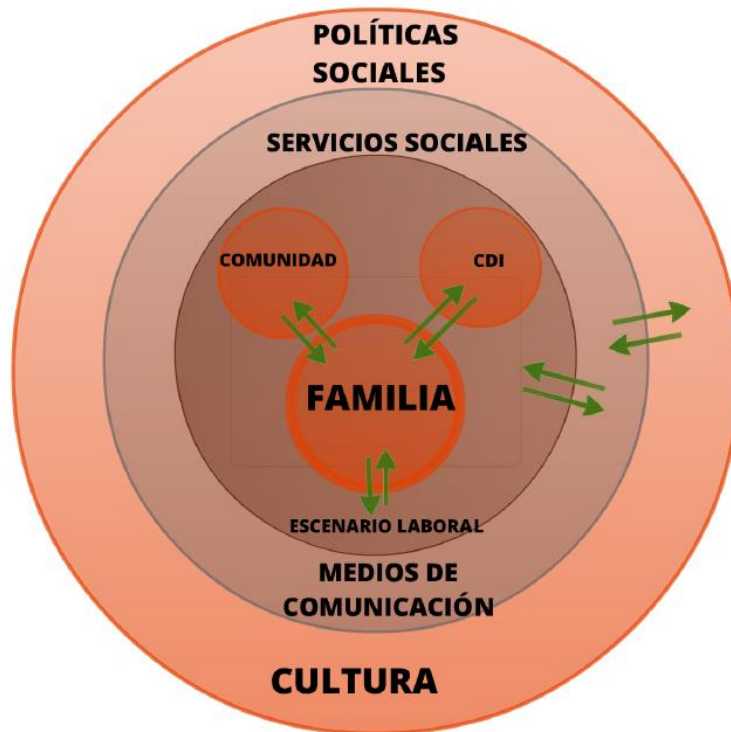 POLÍTICAS
SOCIALES
SERVICIOS SOCIALES
COMUNIDAD
CDI
FAMILIA
ESCENARIO LABORAL
MEDIOS DE
COMUNICACIÓN
CULTURA